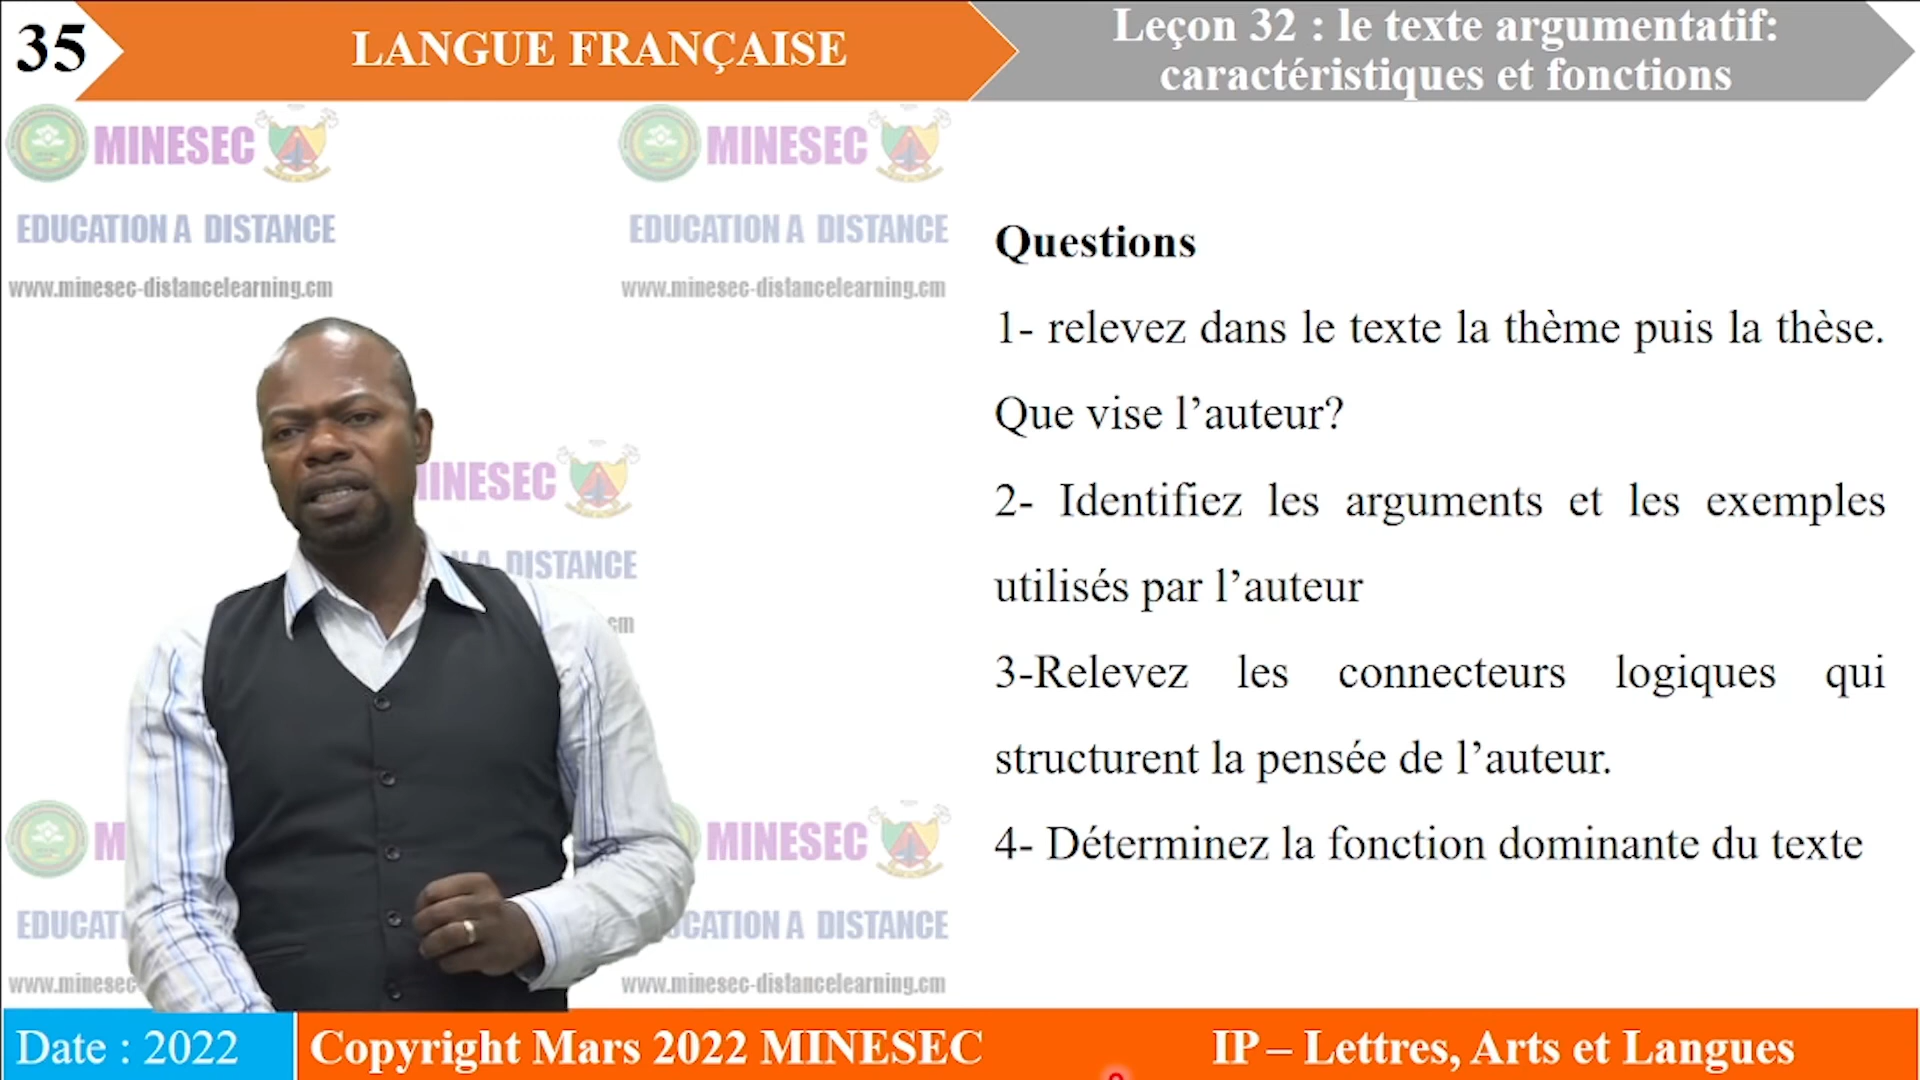 35
LANGUE FRANÇAISE
Leçon 32 : le texte argumentatif:
caractéristiques et fonctions
MINESEC
MINESEC
EDUCATION A DISTANCE
EDUCATION A DISTANCE
www.minesec-distancelearning.cm
www.minesec-distancelearning.cm
Questions
1- relevez dans le texte la thème puis la thèse.
Que vise l’auteur?
2- Identifiez les arguments et les exemples
utilisés par l’auteur
3-Relevez les connecteurs logiques qui
structurent la pensée de l’auteur.
4- Déterminez la fonction dominante du texte
MINESEC
DISTANCE
MINESEC
DISTANCE
www.minesec-distancelearning.cm
Date : 2022
Copyright Mars 2022 MINESEC
IP – Lettres, Arts et Langues